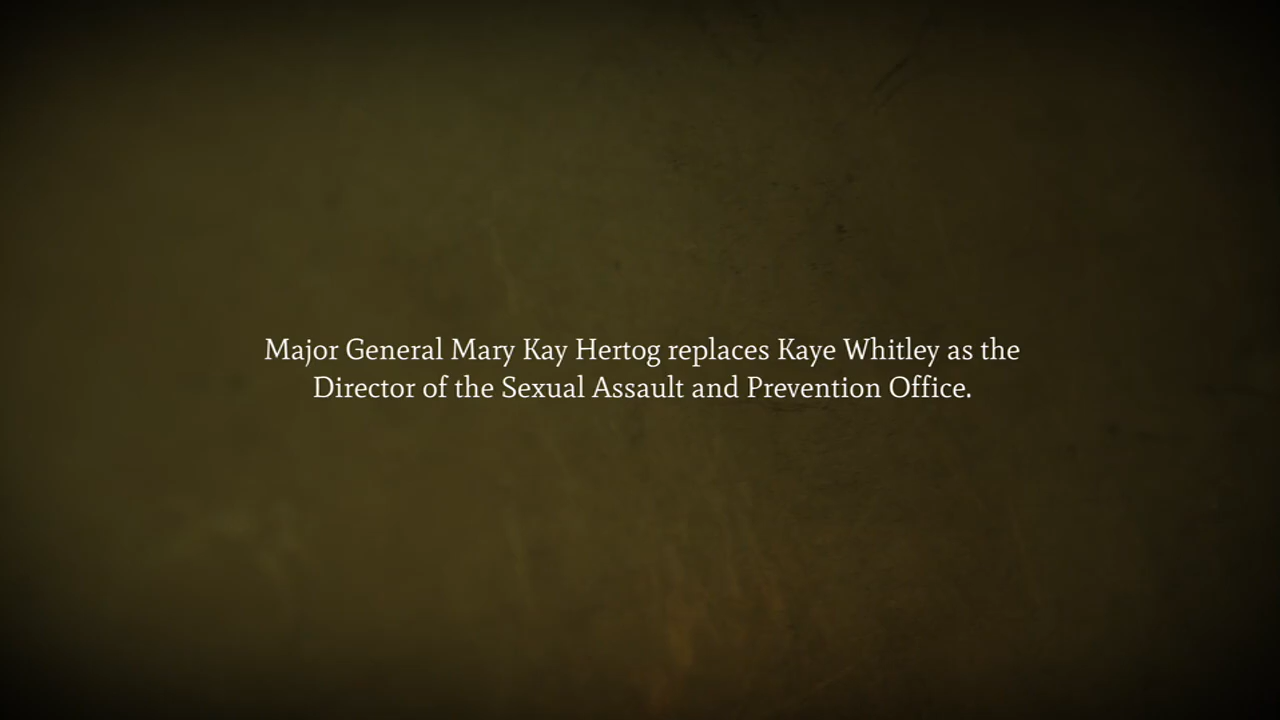 Major General Mary Kay Hertog replaces Kaye Whitley as the
Director of the Sexual Assault and Prevention Office.